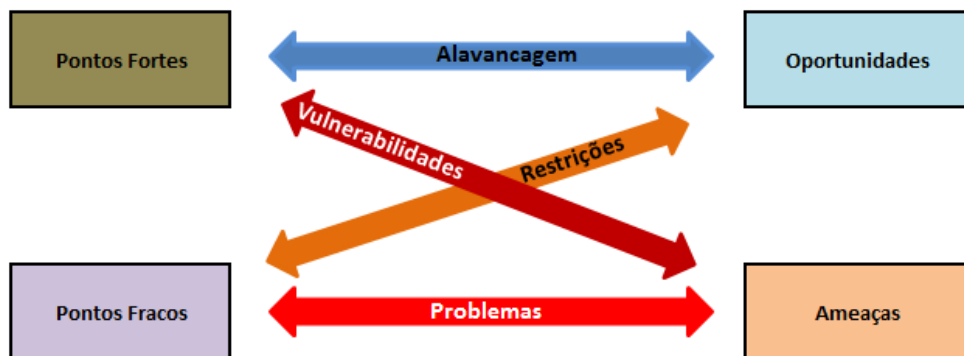 Pontos Fortes
Alavancagem
Oportunidades
Vulnerabilidades
Restrições
Pontos Fracos
Problemas
Ameaças